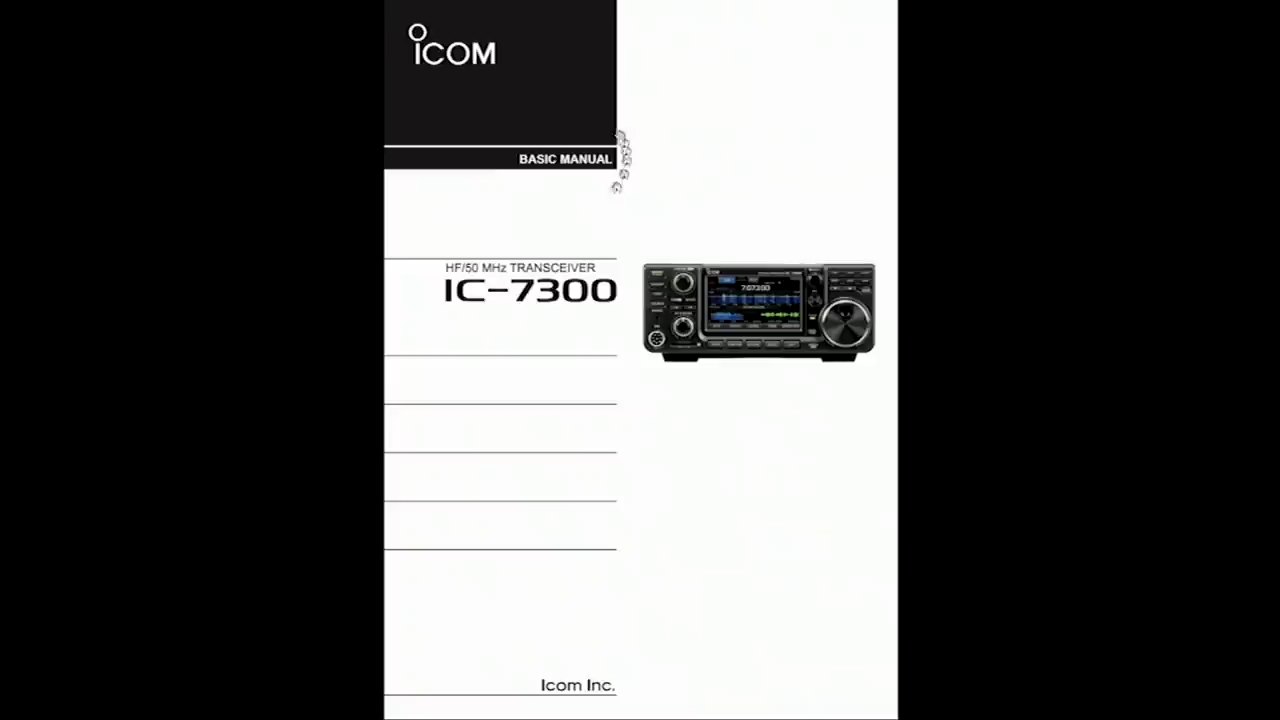 ICOM
BASIC MANUAL
HF/50 MHz TRANSCEIVER
IC-7300
Icom Inc.